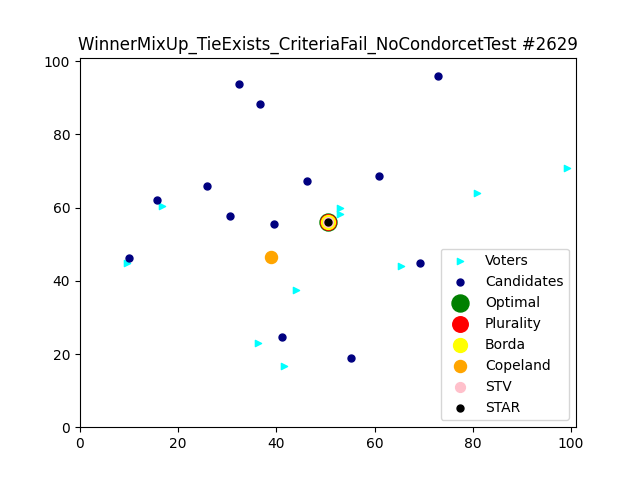 WinnerMixUp_TieExists_CriteriaFail_NoCondorcetTest #2629
100
80
60
40
20
0
0 20 40 60 80 100
Voters
Candidates
Optimal
Plurality
Borda
Copeland
STV
STAR